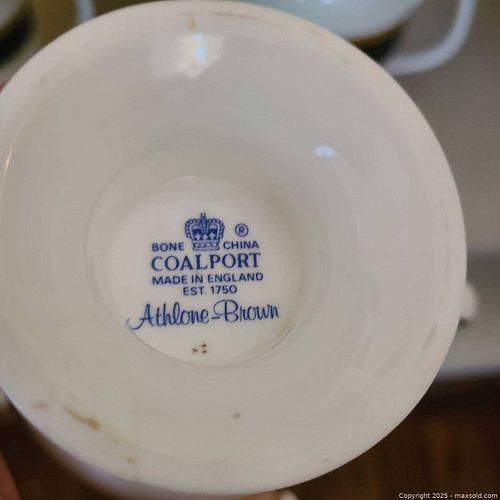 BONE ® CHINA
COALPORT
MADE IN ENGLAND
EST. 1750
Athlone-Brown
Copyright 2025 - maxsold.com